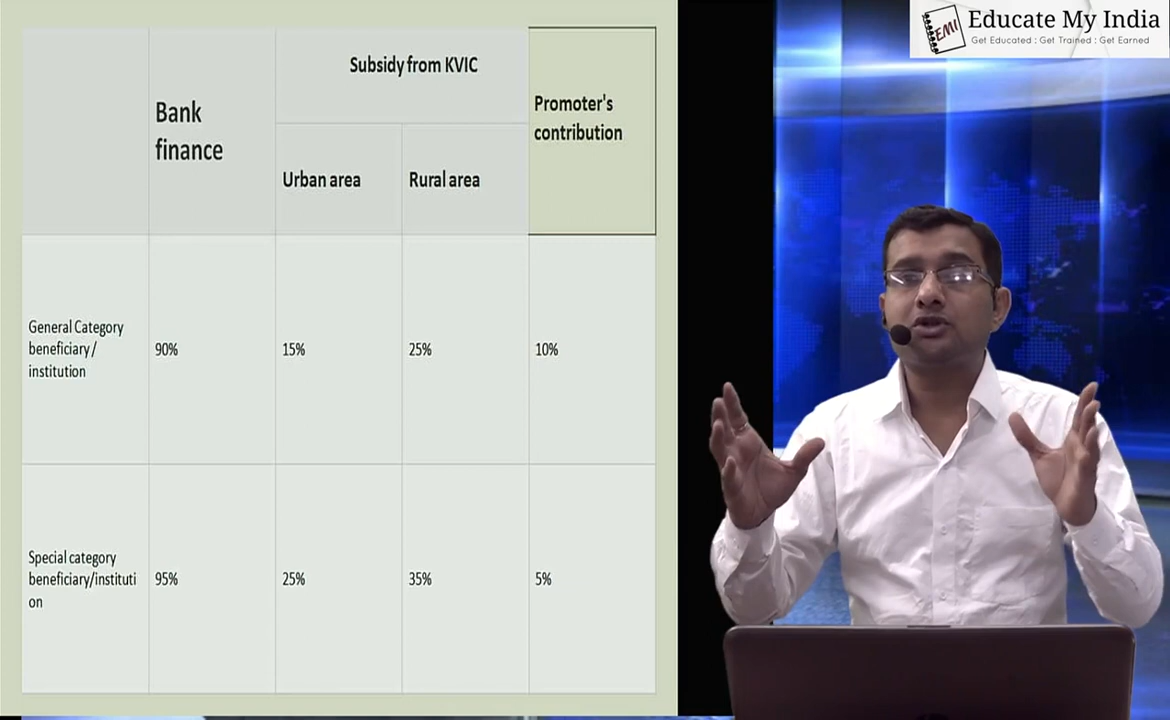 EMI
Educate My India
Get Educated : Get Trained : Get Earned
Bank
finance
Subsidy from KVIC
Promoter's
contribution
Urban area
Rural area
General Category
beneficiary/
institution
90%
15%
25%
10%
Special category
beneficiary/instituti
on
95%
25%
35%
5%